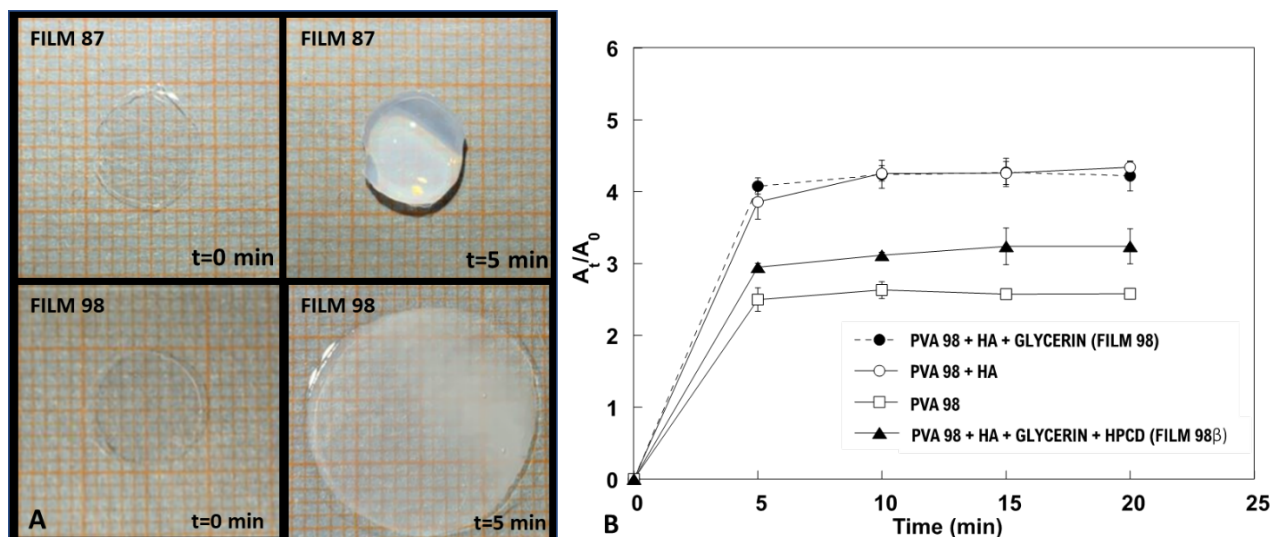 FILM 87
t=0 min
FILM 87
t=5 min
FILM 98
A
t=0 min
FILM 98
t=5 min
6
5
4
3
2
1
0
At/A0
0 5 10 15 20 25
Time (min)
B
PVA 98 + HA + GLYCERIN (FILM 98)
PVA 98 + HA
PVA 98
PVA 98 + HA + GLYCERIN + HPCD (FILM 98β)